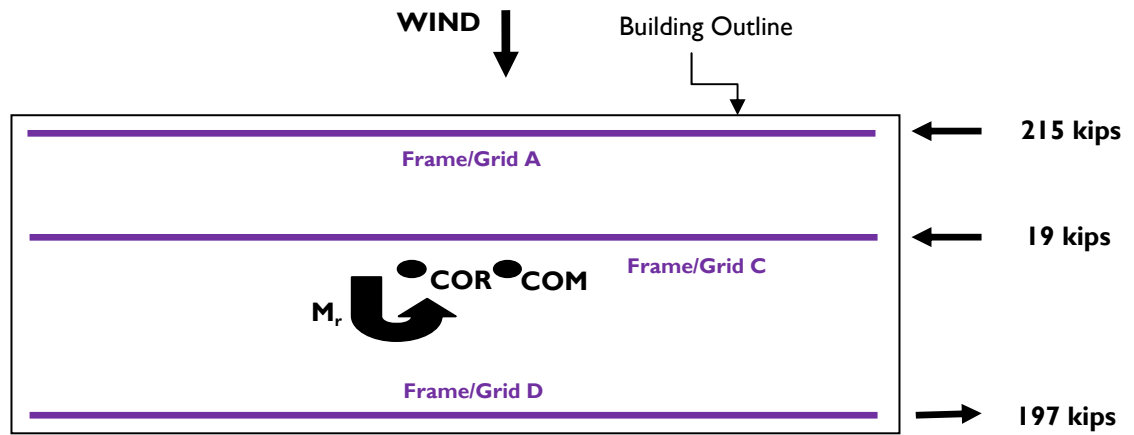 WIND
Building Outline
215 kips
Frame/Grid A
19 kips
Frame/Grid C
COR
COM
Mr
Frame/Grid D
197 kips